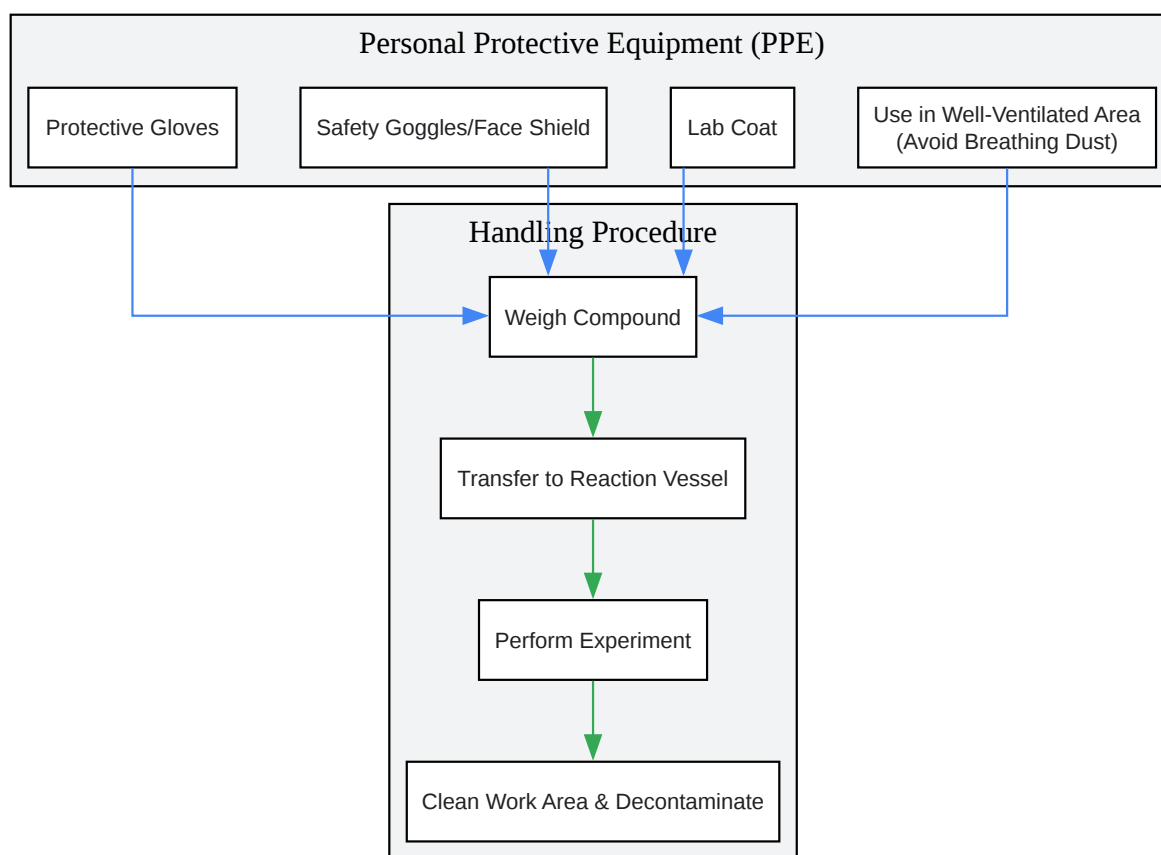 Personal Protective Equipment (PPE)
Protective Gloves
Safety Goggles/Face Shield
Lab Coat
Use in Well-Ventilated Area
(Avoid Breathing Dust)
Handling Procedure
Weigh Compound
Transfer to Reaction Vessel
Perform Experiment
Clean Work Area & Decontaminate